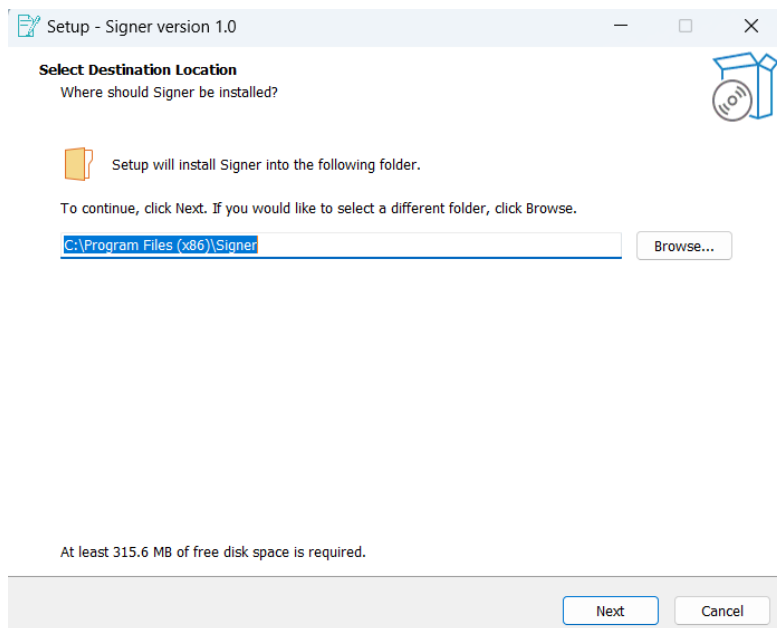 Setup - Signer version 1.0
Select Destination Location
Where should Signer be installed?
Setup will install Signer into the following folder.
To continue, click Next. If you would like to select a different folder, click Browse.
C:\Program Files (x86)\Signer
Browse...
At least 315.6 MB of free disk space is required.
Next
Cancel